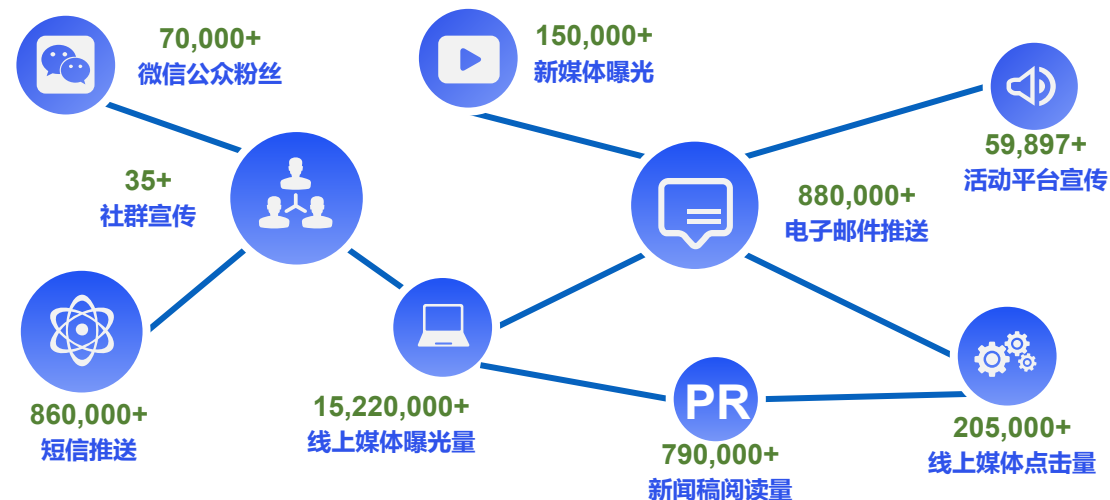 70,000+
微信公众粉丝
150,000+
新媒体曝光
59,897+
活动平台宣传
35+
社群宣传
880,000+
电子邮件推送
860,000+
短信推送
15,220,000+
线上媒体曝光量
PR
790,000+
新闻稿阅读量
205,000+
线上媒体点击量